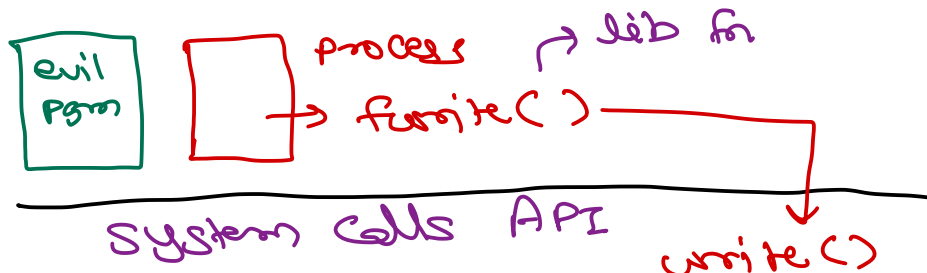 evil
pgm
process
lib fn
fwrite()
system calls API
write()